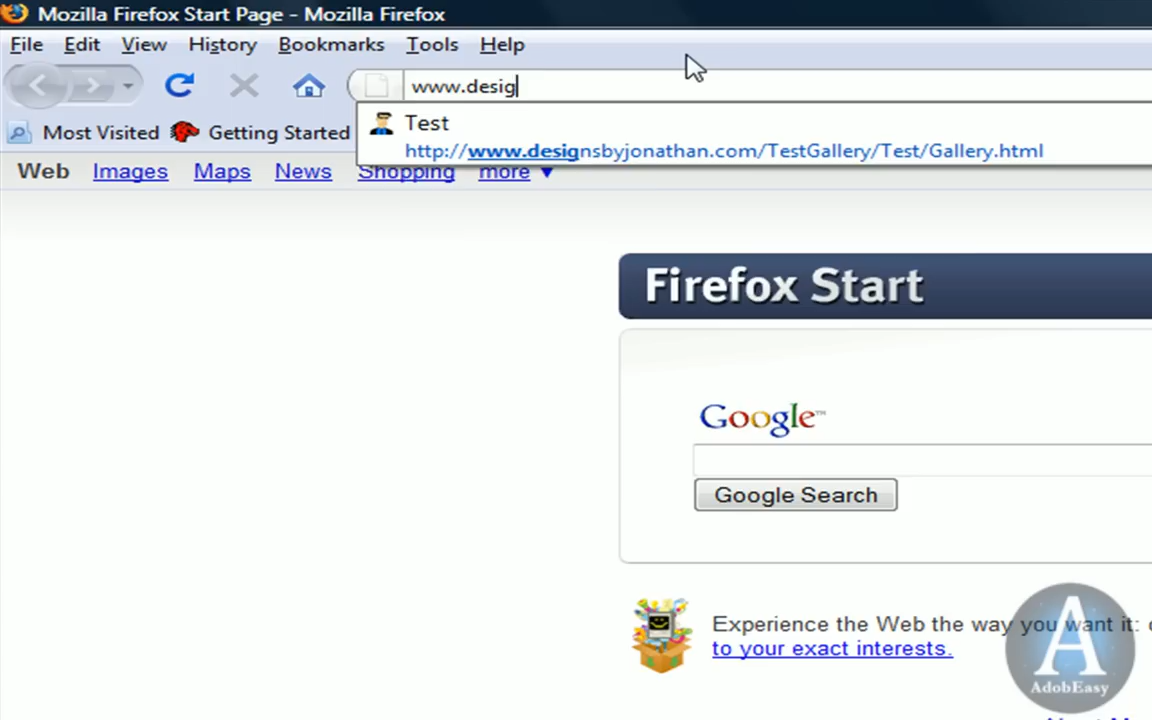 Mozilla Firefox Start Page - Mozilla Firefox
File Edit View History Bookmarks Tools Help
www.desig
Most Visited Getting Started
Test
http://www.designsbyjonathan.com/TestGallery/Test/Gallery.html
Web Images Maps News Shopping more ▼
Firefox Start
Google™
Google Search
Experience the Web the way you want it:
to your exact interests.
A
AdobEasy